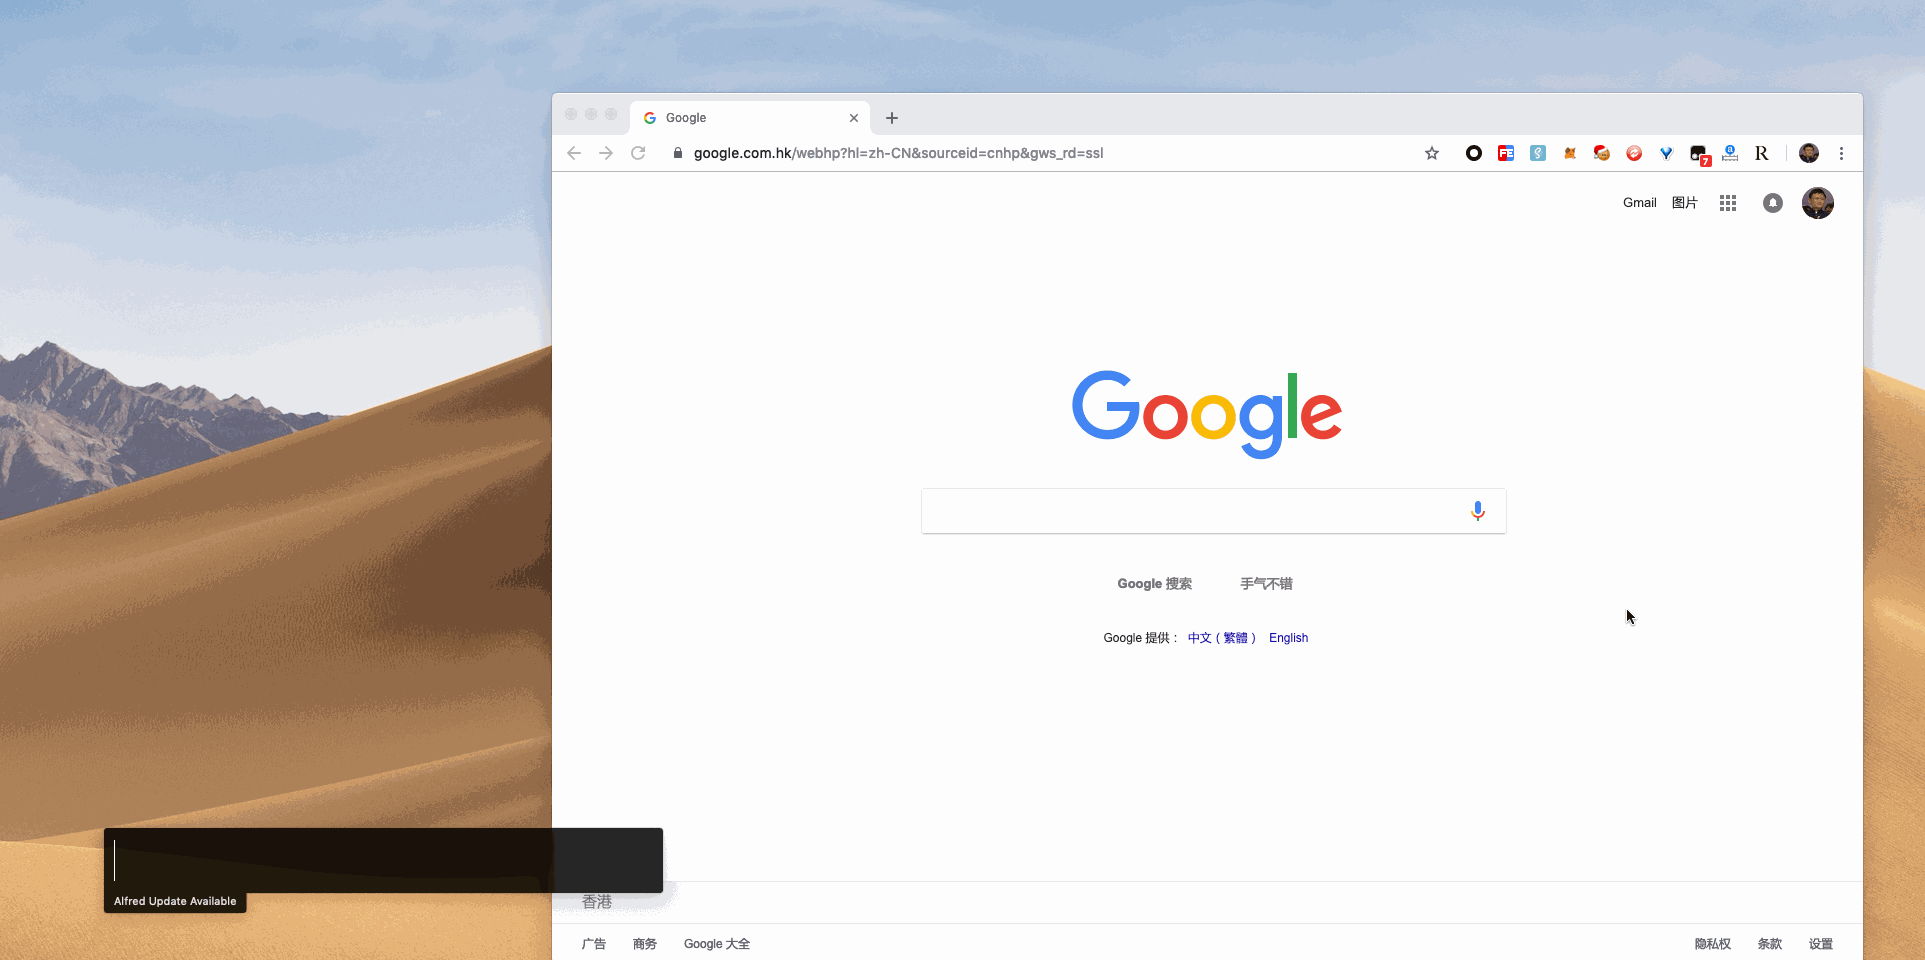 Google
google.com.hk/webhp?hl=zh-CN&sourceid=cnhp&gws_rd=ssl
FE
7
a
R
Gmail 图片
Google
Google 搜索 手气不错
Google 提供： 中文（繁體） English
Alfred Update Available
香港
广告 商务 Google 大全 隐私权 条款 设置